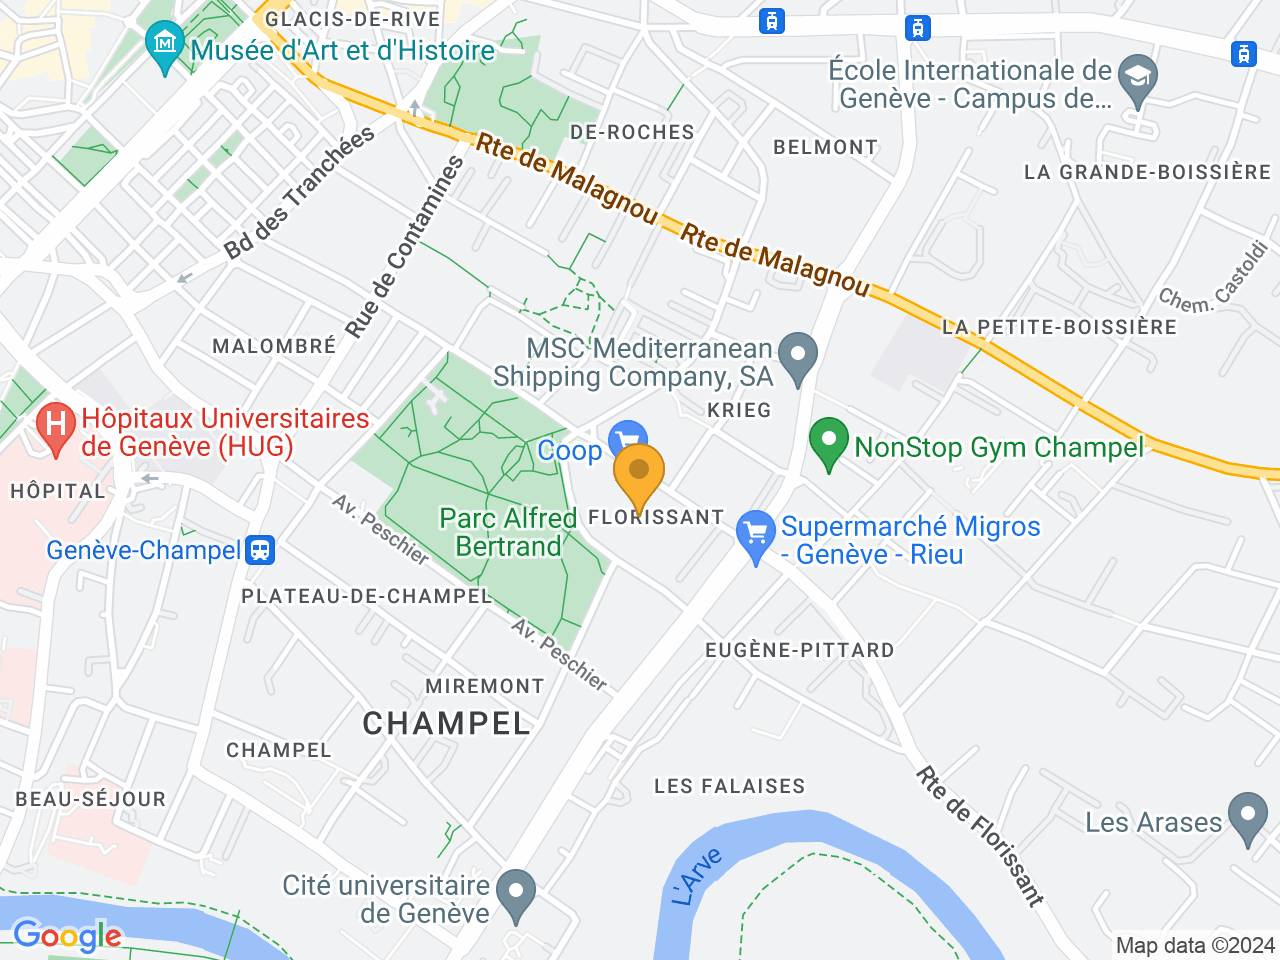 GLACIS-DE-RIVE
Musée d'Art et d'Histoire
École Internationale de
Genève - Campus de...
DE-ROCHES
BELMONT
LA GRANDE-BOISSIÈRE
Rte de Malagnou
Rte de Malagnou
Bd des Tranchées
Rue de Contamines
Chem. Castoldi
LA PETITE-BOISSIÈRE
MALOMBRÉ
MSC Mediterranean
Shipping Company, SA
KRIEG
H
Hôpitaux Universitaires
de Genève (HUG)
Coop
NonStop Gym Champel
HÔPITAL
Parc Alfred
Bertrand
FLORISSANT
Supermarché Migros
- Genève - Rieu
Av. Peschier
Genève-Champel
PLATEAU-DE-CHAMPEL
Av. Peschier
EUGÈNE-PITTARD
MIREMONT
CHAMPEL
CHAMPEL
LES FALAISES
BEAU-SÉJOUR
Rte de Florissant
Les Arases
L'Arve
Cité universitaire
de Genève
Google
Map data ©2024